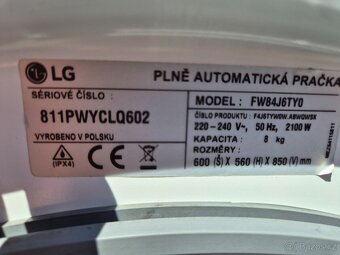 LG
PLNĚ AUTOMATICKÁ PRAČKA
SÉRIOVÉ ČÍSLO :
811PWYCLQ602
VYROBENO V POLSKU
(IPX4)
MODEL : FW84J6TY0
ČÍSLO PRODUKTU : F4J6TYW0W.ABWQWSK
220 - 240 V~, 50 Hz, 2100 W
KAPACITA : 8 kg
ROZMĚRY :
600 (Š) X 560 (H) X 850 (V) mm